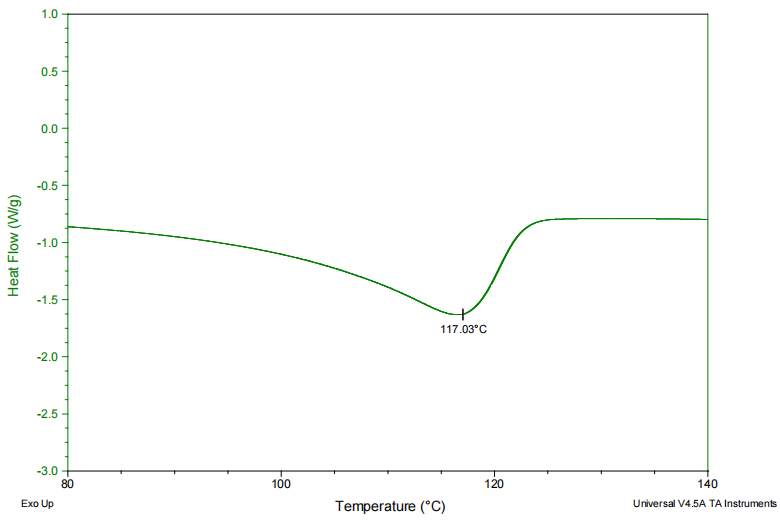 1.0
0.5
0.0
-0.5
-1.0
-1.5
-2.0
-2.5
-3.0
Heat Flow (W/g)
117.03°C
80
100
120
140
Exo Up
Temperature (°C)
Universal V4.5A TA Instruments